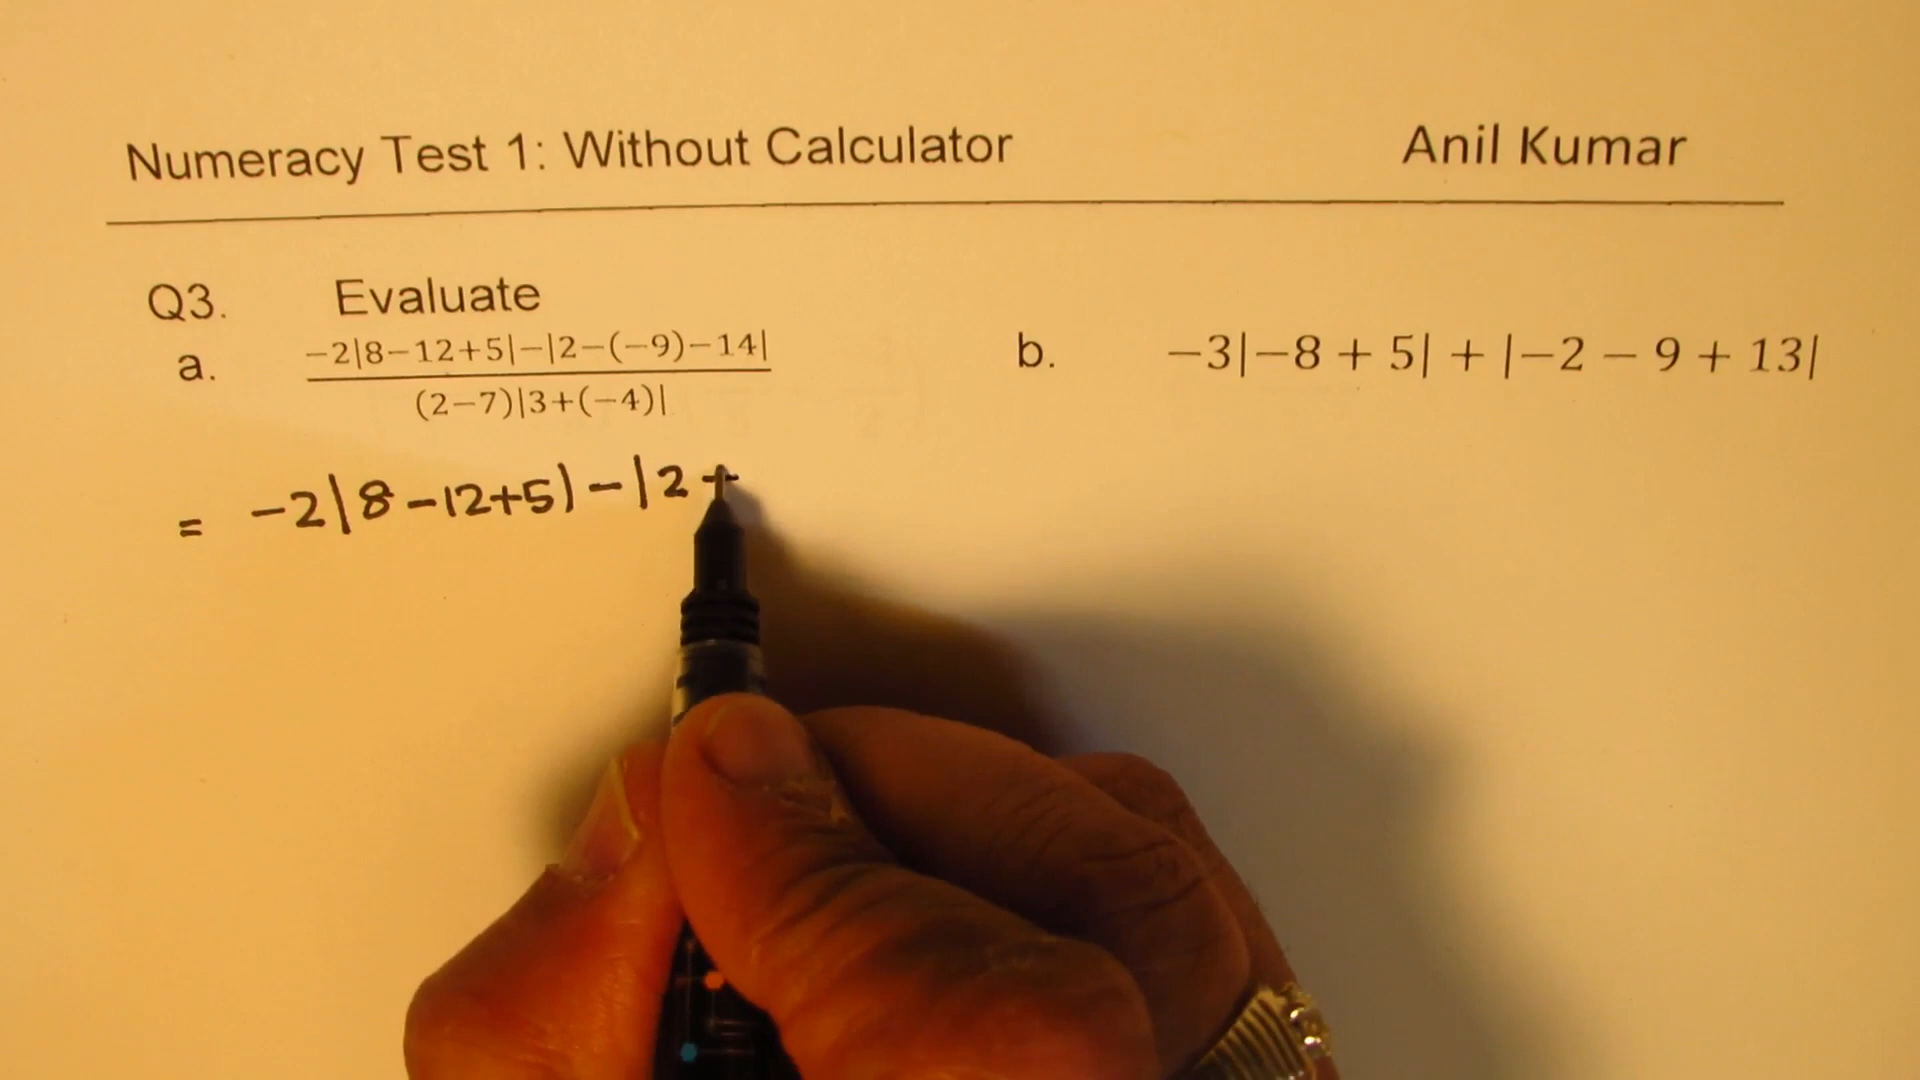 Numeracy Test 1: Without Calculator Anil Kumar
Q3. Evaluate
a. −2|8−12+5|−|2−(−9)−14|
(2−7)|3+(−4)|
b. −3|−8 + 5| + |−2 − 9 + 13|
= -2|8-12+5|-|2+